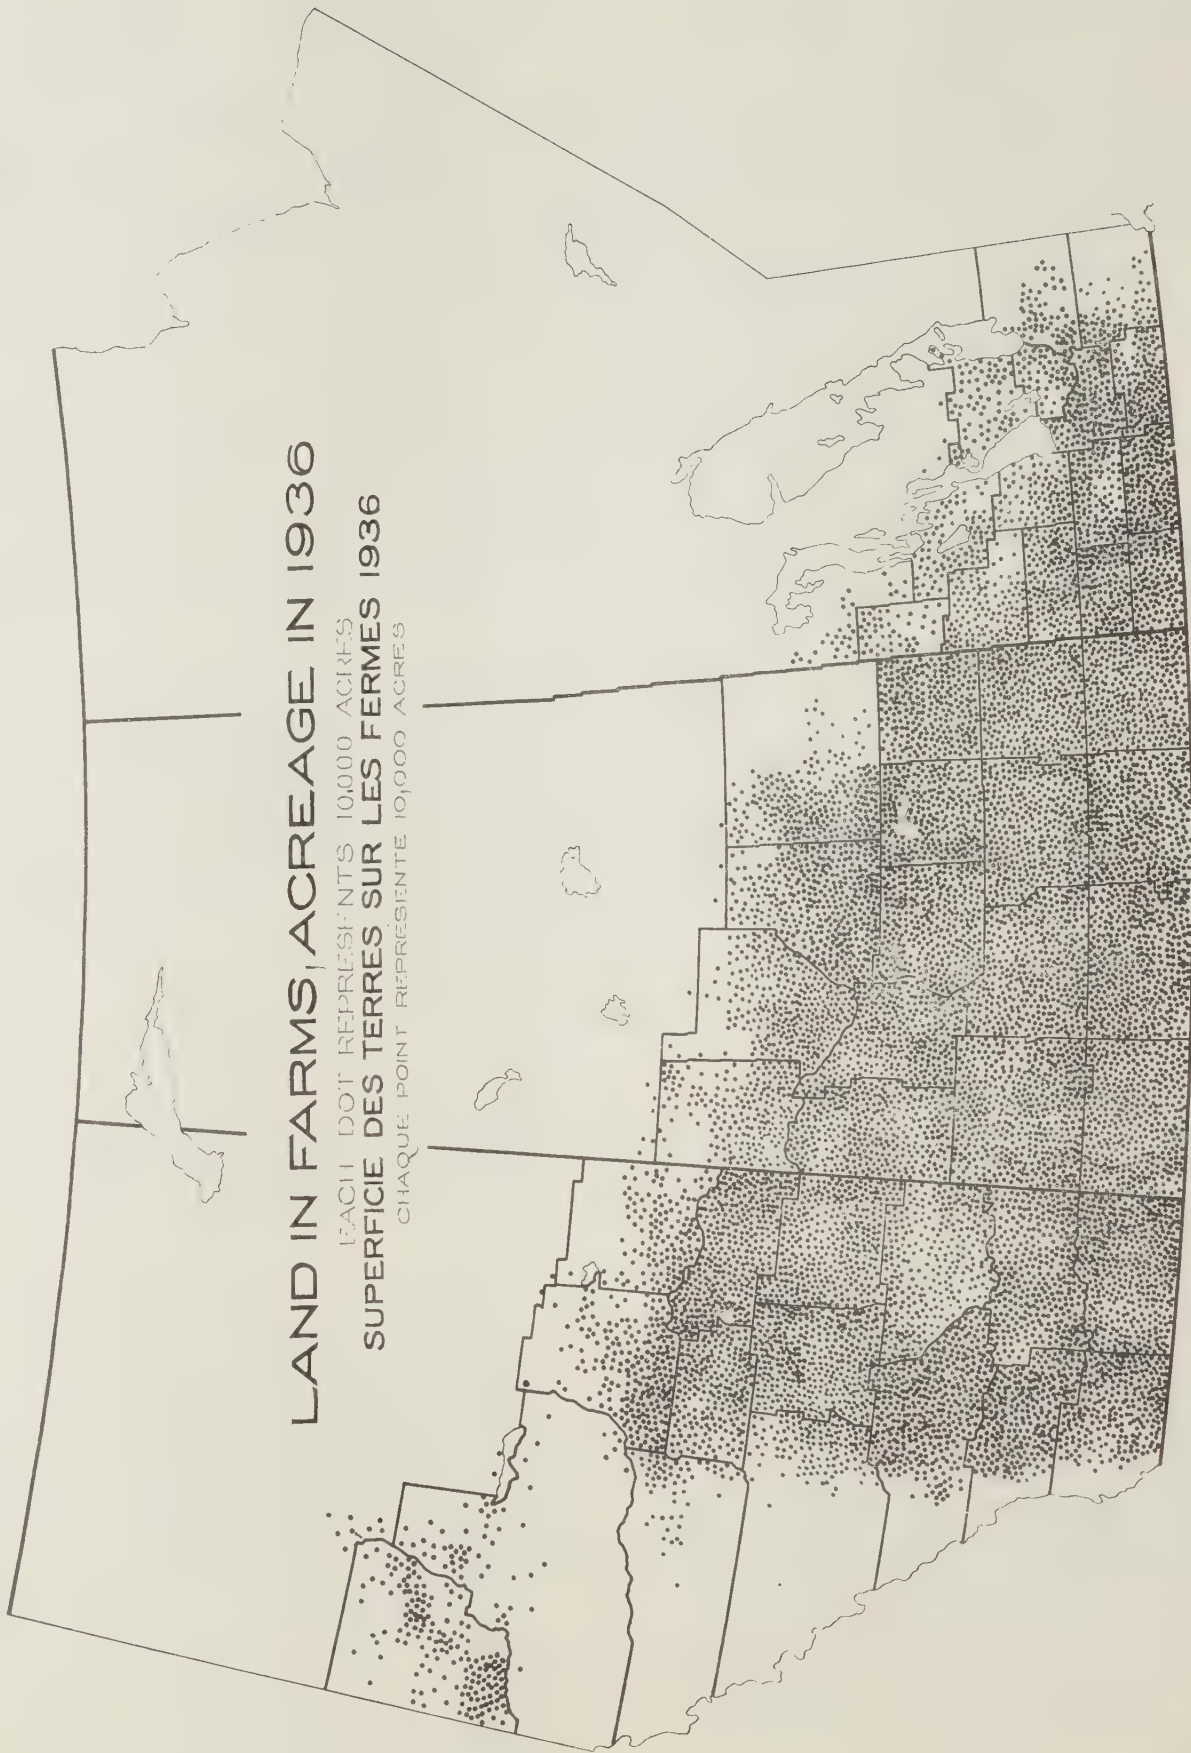 LAND IN FARMS, ACREAGE IN 1936
EACH DOT REPRESENTS 10,000 ACRES
SUPERFICIE DES TERRES SUR LES FERMES 1936
CHAQUE POINT REPRÉSENTE 10,000 ACRES